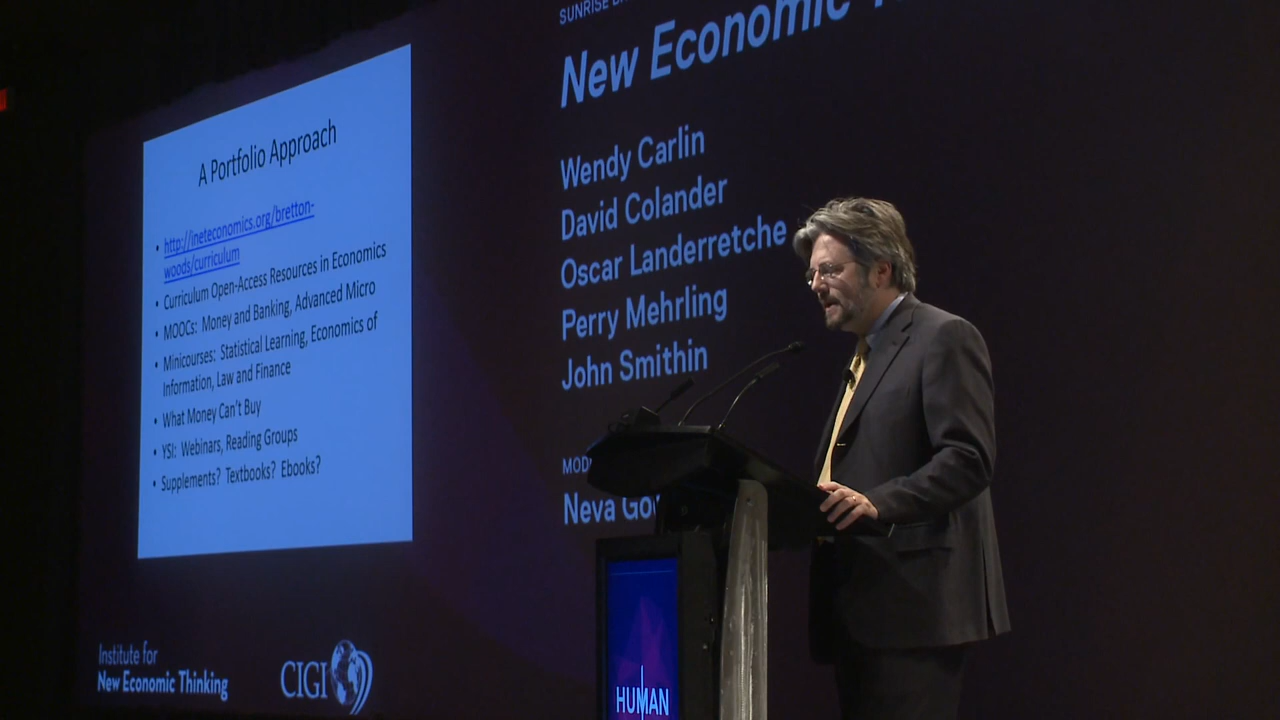 A Portfolio Approach
• http://ineteconomics.org/bretton-
woods/curriculum
• Curriculum Open-Access Resources in Economics
• MOOCs: Money and Banking, Advanced Micro
• Minicourses: Statistical Learning, Economics of
Information, Law and Finance
• What Money Can't Buy
• YSI: Webinars, Reading Groups
• Supplements? Textbooks? Ebooks?
SUNRISE
New Economic
Wendy Carlin
David Colander
Oscar Landerretche
Perry Mehrling
John Smithin
Neva
Institute for
New Economic Thinking
CIGI
HUMAN